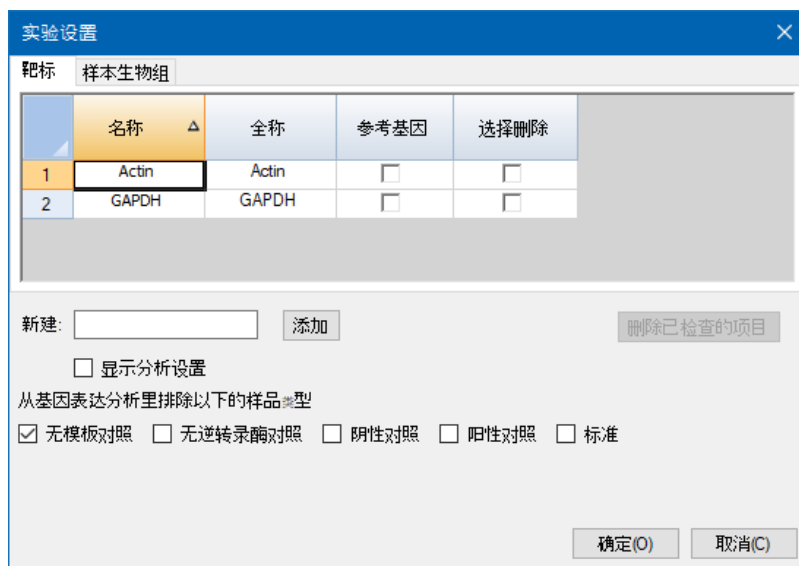 实验设置
靶标 样本生物组
名称 全称 参考基因 选择删除
1 Actin Actin
2 GAPDH GAPDH
新建: 添加 删除已检查的项目
显示分析设置
从基因表达分析里排除以下的样品类型
无模板对照 无逆转录酶对照 阴性对照 阳性对照 标准
确定(O) 取消(C)